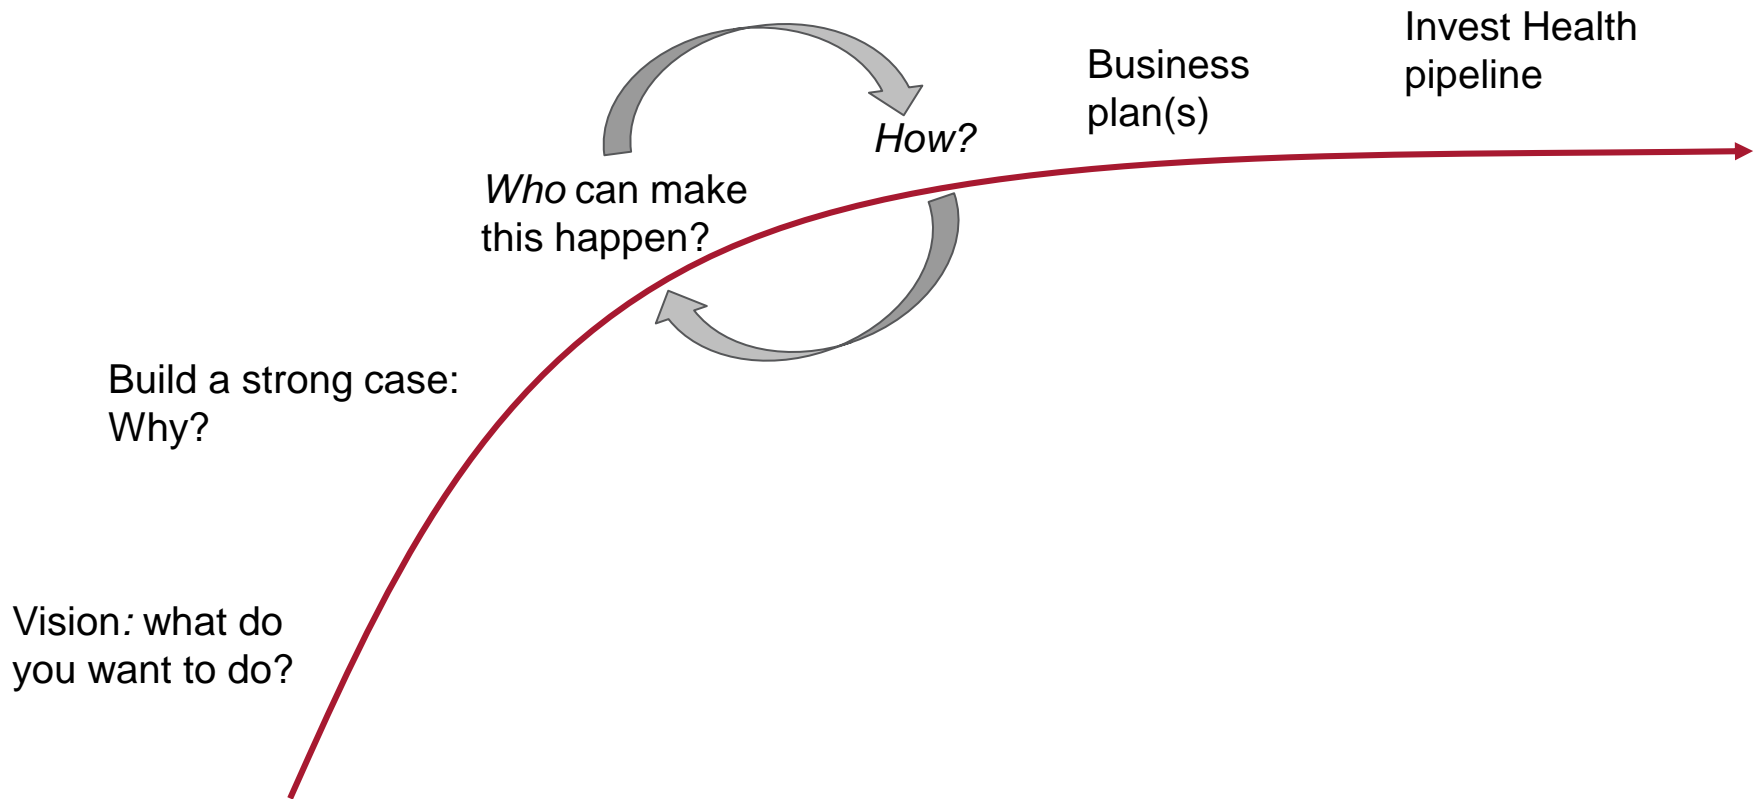 Invest Health
pipeline
Business
plan(s)
How?
Who can make
this happen?
Build a strong case:
Why?
Vision: what do
you want to do?